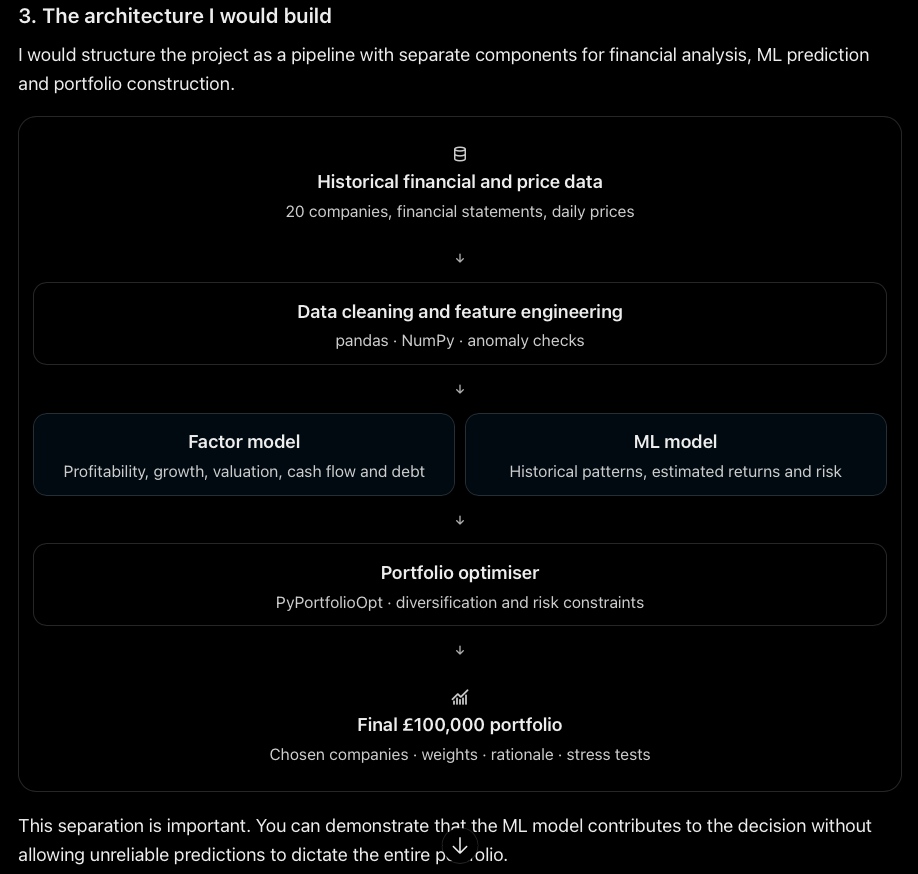 3. The architecture I would build
I would structure the project as a pipeline with separate components for financial analysis, ML prediction
and portfolio construction.
Historical financial and price data
20 companies, financial statements, daily prices
↓
Data cleaning and feature engineering
pandas · NumPy · anomaly checks
↓
Factor model
Profitability, growth, valuation, cash flow and debt
ML model
Historical patterns, estimated returns and risk
↓
Portfolio optimiser
PyPortfolioOpt · diversification and risk constraints
↓
Final £100,000 portfolio
Chosen companies · weights · rationale · stress tests
This separation is important. You can demonstrate that the ML model contributes to the decision without
allowing unreliable predictions to dictate the entire